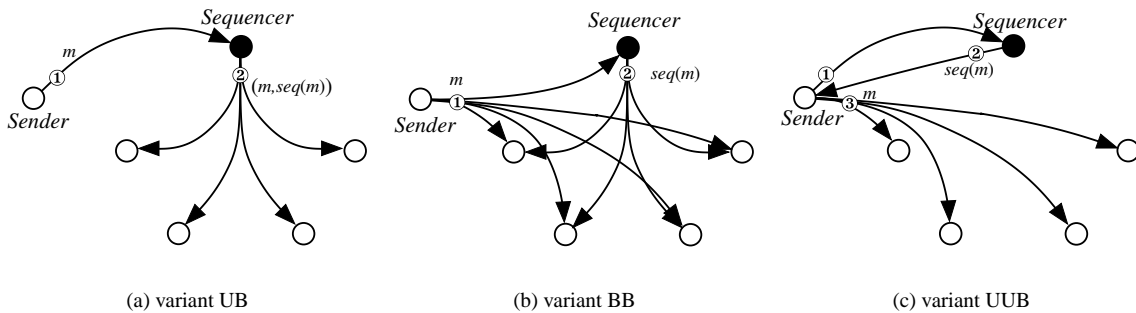 Sequencer
m
1
2
(m,seq(m))
Sender
(a) variant UB
Sequencer
m
2
seq(m)
1
Sender
(b) variant BB
Sequencer
2
1
seq(m)
m
3
Sender
(c) variant UUB